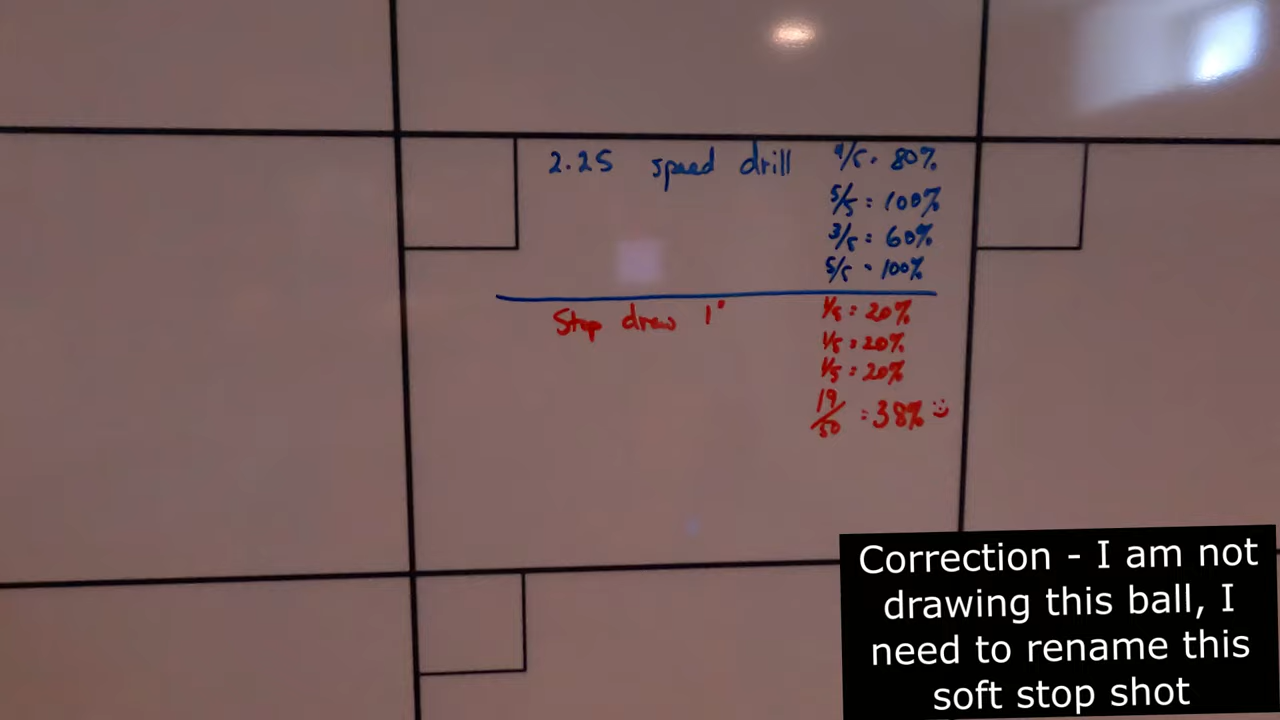 2.25 speed drill 4/5 = 80%
5/5 = 100%
3/5 = 60%
5/5 = 100%
Stop draw 1" 1/5 = 20%
1/5 = 20%
1/5 = 20%
19/50 = 38%
Correction - I am not
drawing this ball, I
need to rename this
soft stop shot